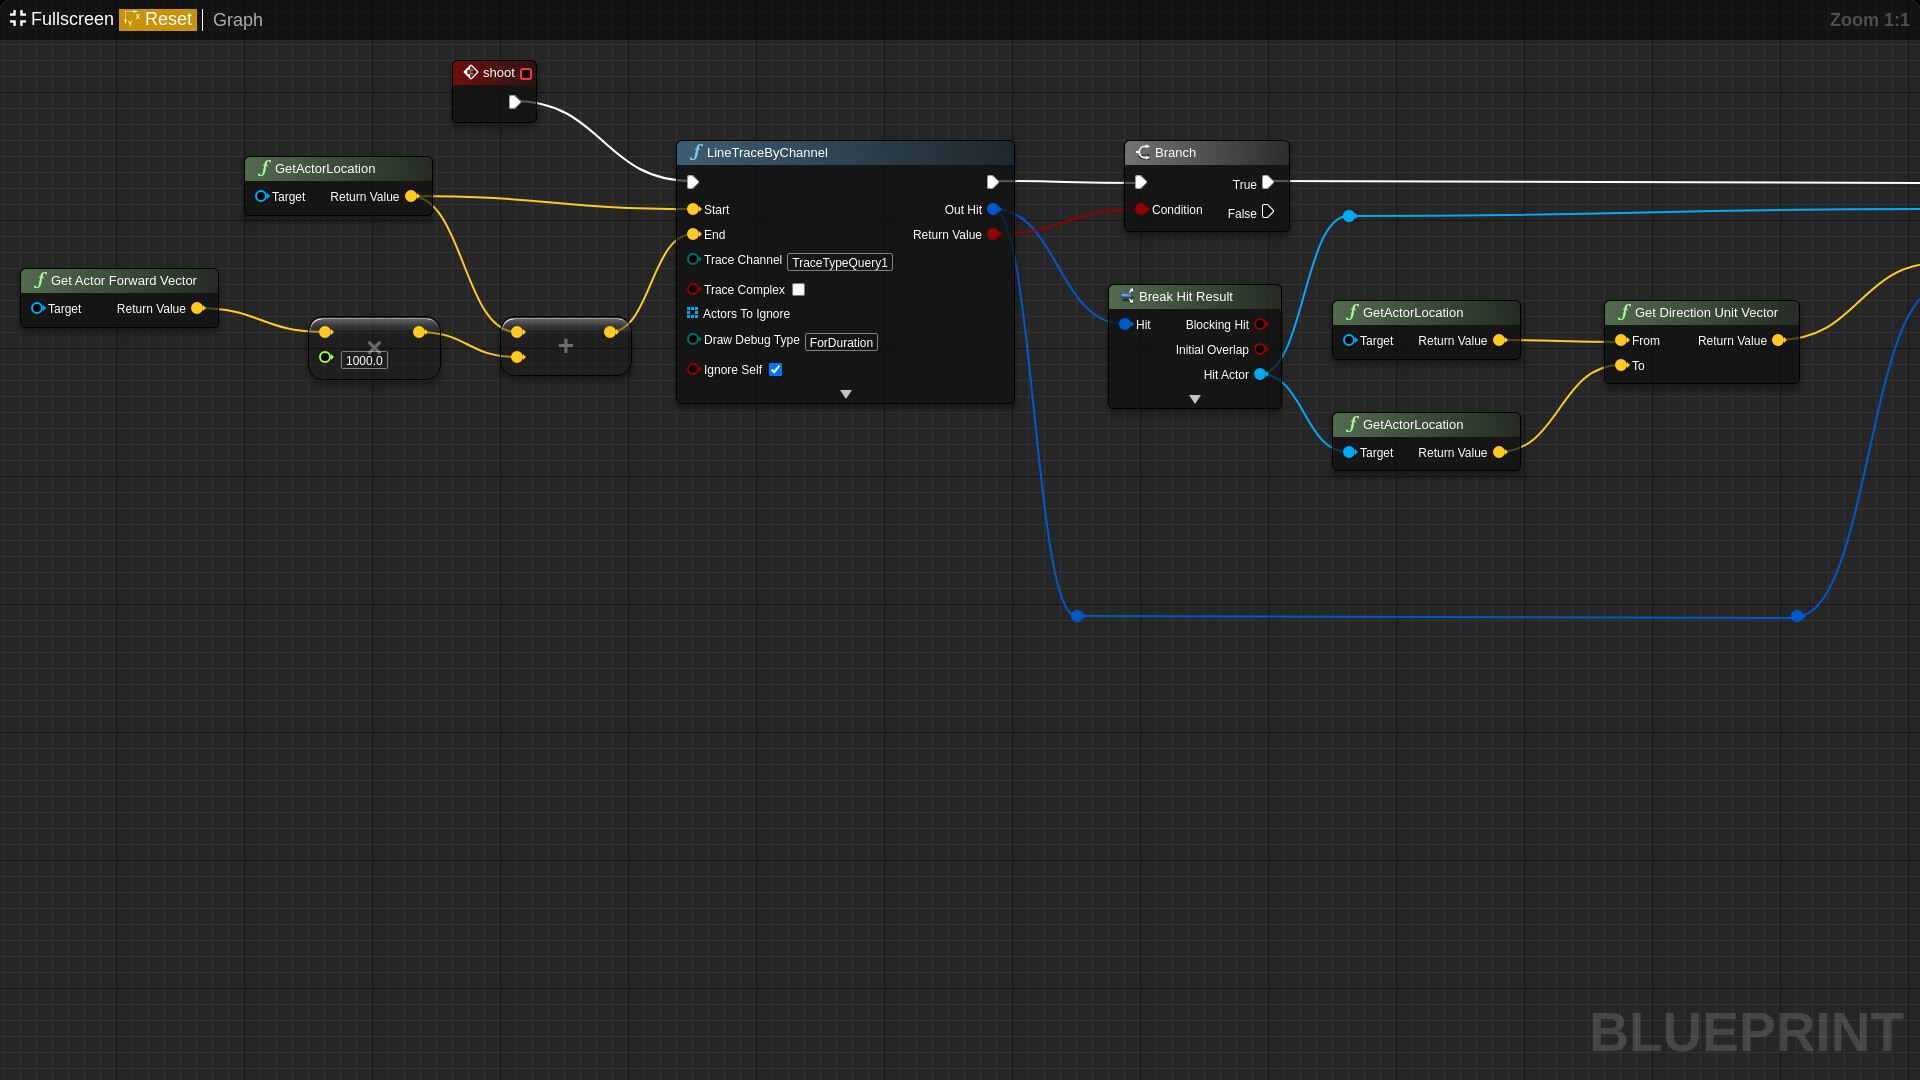 Fullscreen Reset Graph Zoom 1:1
shoot
GetActorLocation
Target Return Value
Get Actor Forward Vector
Target Return Value
×
1000.0
+
LineTraceByChannel
Start Out Hit
End Return Value
Trace Channel TraceTypeQuery1
Trace Complex
Actors To Ignore
Draw Debug Type ForDuration
Ignore Self
Branch
True
Condition False
Break Hit Result
Hit Blocking Hit
Initial Overlap
Hit Actor
GetActorLocation
Target Return Value
GetActorLocation
Target Return Value
Get Direction Unit Vector
From Return Value
To
BLUEPRINT